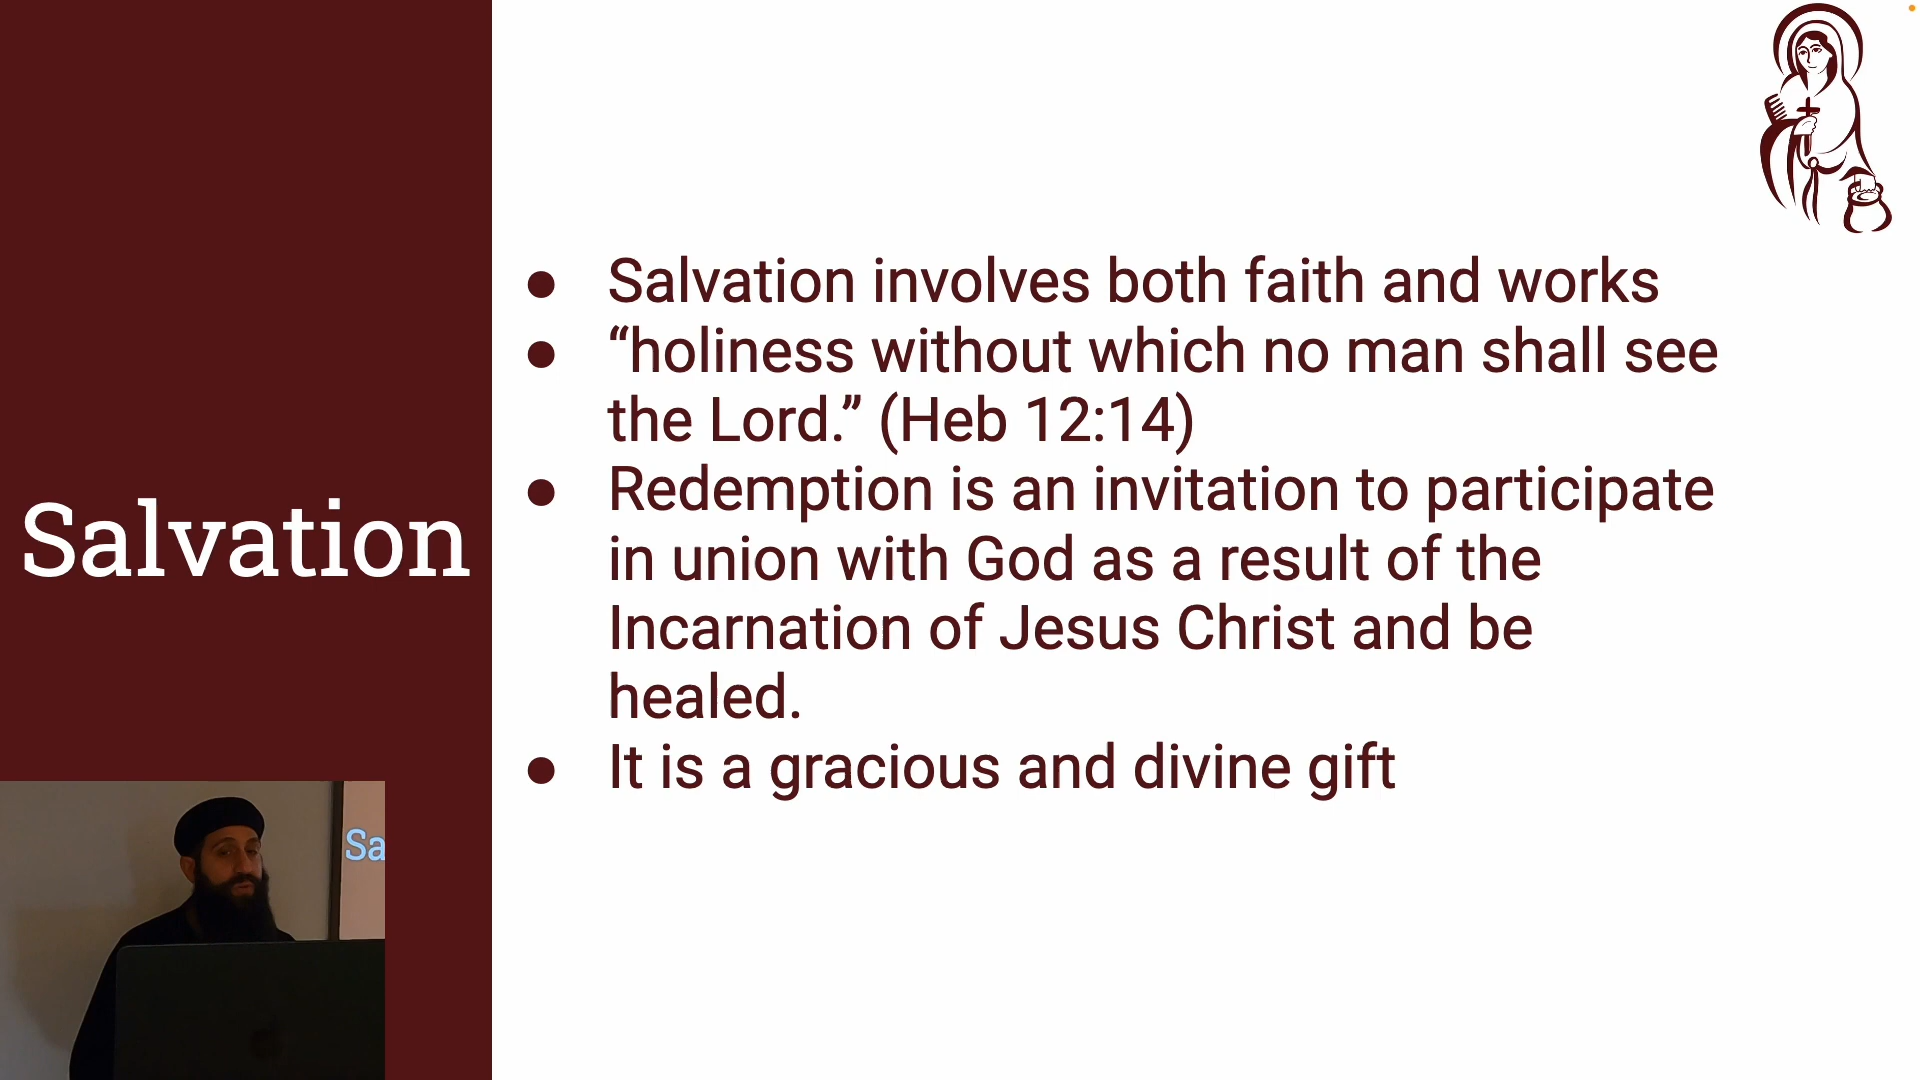 Salvation
● Salvation involves both faith and works
● “holiness without which no man shall see
the Lord.” (Heb 12:14)
● Redemption is an invitation to participate
in union with God as a result of the
Incarnation of Jesus Christ and be
healed.
● It is a gracious and divine gift
Sa